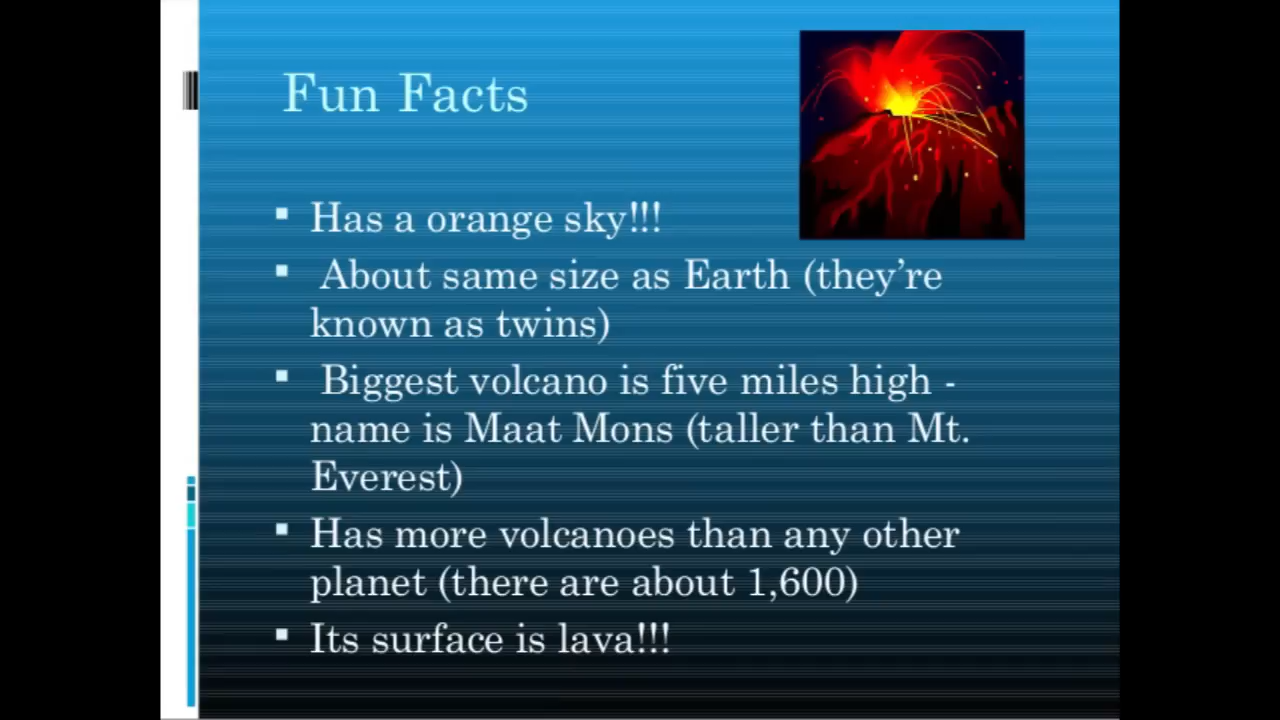 Fun Facts
▪ Has a orange sky!!!
▪ About same size as Earth (they’re
known as twins)
▪ Biggest volcano is five miles high -
name is Maat Mons (taller than Mt.
Everest)
▪ Has more volcanoes than any other
planet (there are about 1,600)
▪ Its surface is lava!!!